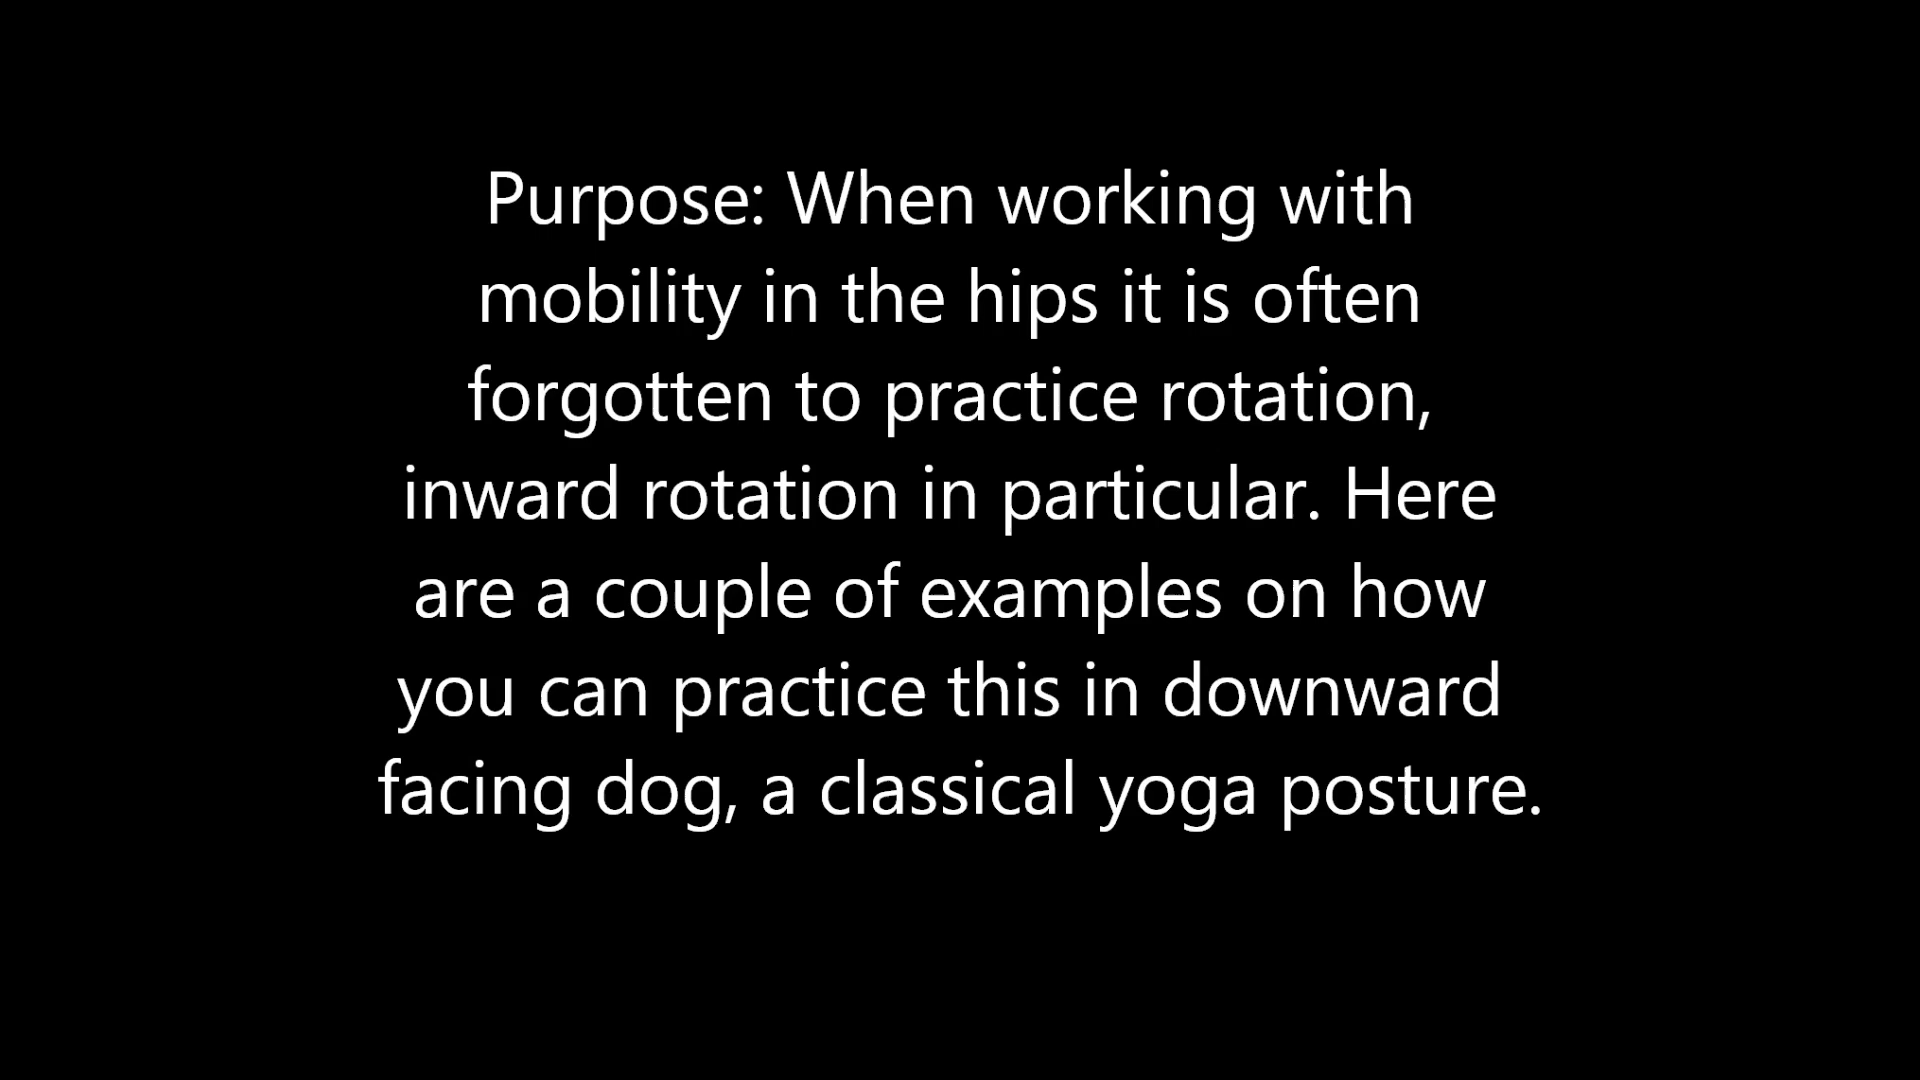 Purpose: When working with
mobility in the hips it is often
forgotten to practice rotation,
inward rotation in particular. Here
are a couple of examples on how
you can practice this in downward
facing dog, a classical yoga posture.